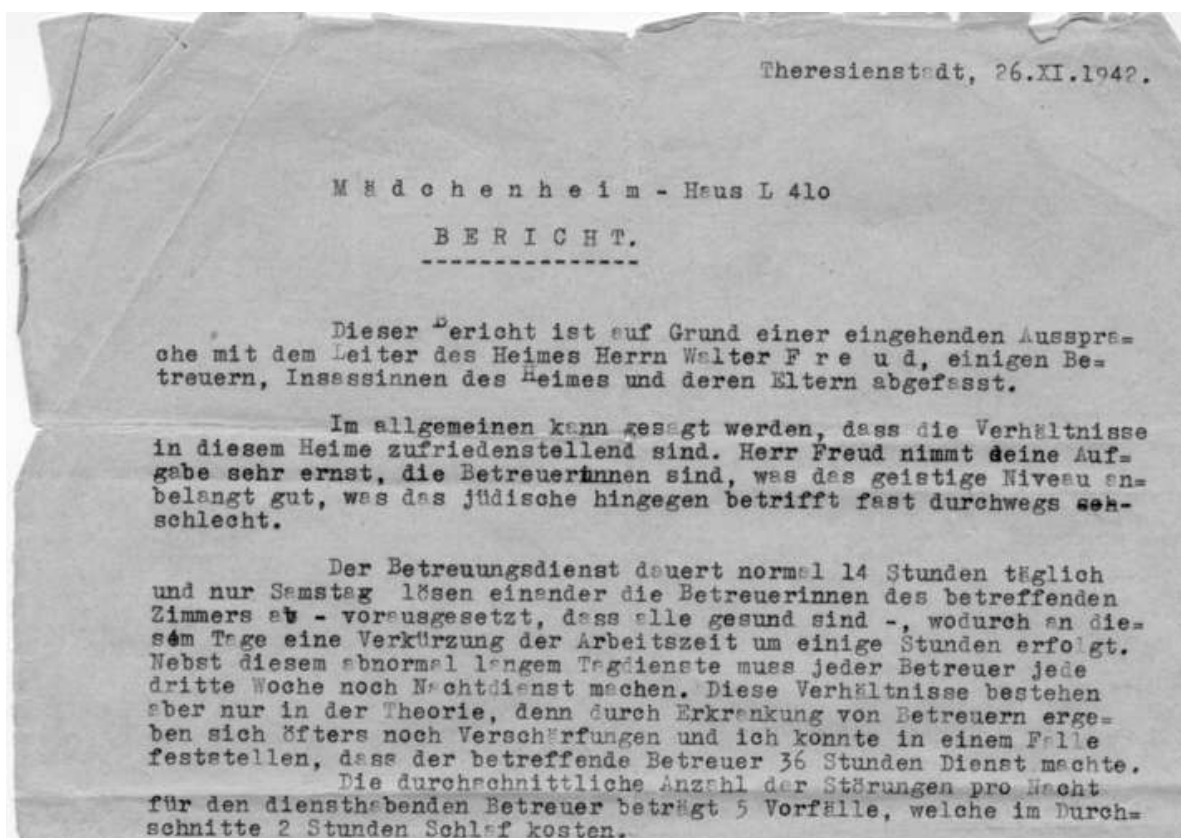 Theresienstadt, 26.XI.1942.
M ä d c h e n h e i m - Haus L 41o
B E R I C H T.
---------------
Dieser Bericht ist auf Grund einer eingehenden Ausspra=
che mit dem Leiter des Heimes Herrn Walter F r e u d, einigen Be=
treuern, Insassinnen des Heimes und deren Eltern abgefasst.
Im allgemeinen kann gesagt werden, dass die Verhältnisse
in diesem Heime zufriedenstellend sind. Herr Freud nimmt deine Auf=
gabe sehr ernst, die Betreuerinnen sind, was das geistige Niveau an=
belangt gut, was das jüdische hingegen betrifft fast durchwegs seh-
schlecht.
Der Betreuungsdienst dauert normal 14 Stunden täglich
und nur Samstag lösen einander die Betreuerinnen des betreffenden
Zimmers ab - vorausgesetzt, dass alle gesund sind -, wodurch an die=
sem Tage eine Verkürzung der Arbeitszeit um einige Stunden erfolgt.
Nebst diesem abnormal langem Tagdienste muss jeder Betreuer jede
dritte Woche noch Nachtdienst machen. Diese Verhältnisse bestehen
aber nur in der Theorie, denn durch Erkrankung von Betreuern erge=
ben sich öfters noch Verschärfungen und ich konnte in einem Falle
feststellen, dass der betreffende Betreuer 36 Stunden Dienst machte.
Die durchschnittliche Anzahl der Störungen pro Nacht
für den diensthabenden Betreuer beträgt 5 Vorfälle, welche im Durch=
schnitte 2 Stunden Schlaf kosten.